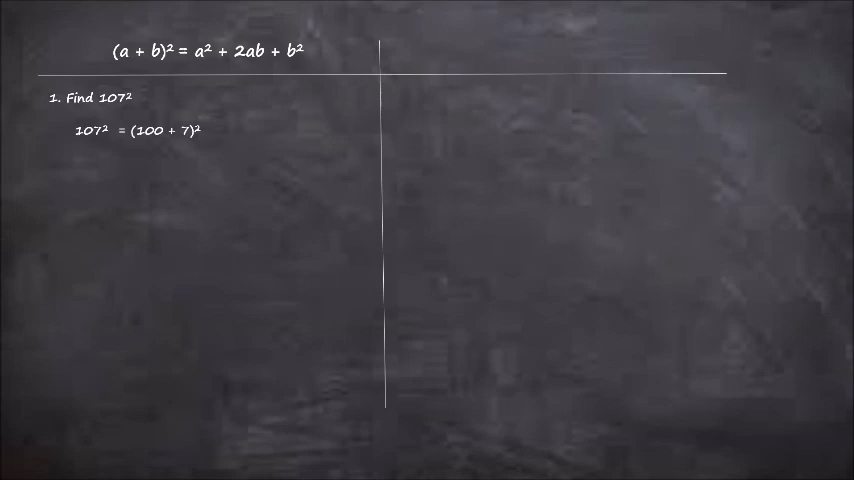 (a + b)² = a² + 2ab + b²
1. Find 107²
107² = (100 + 7)²